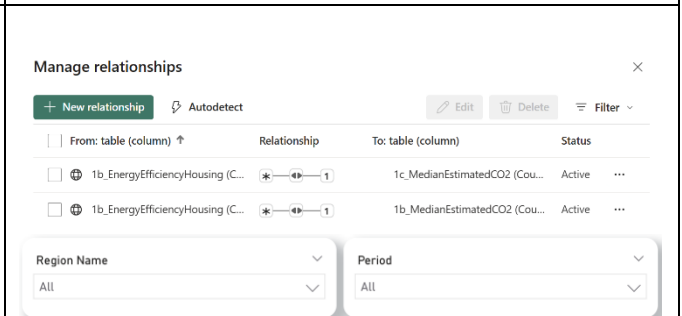 Manage relationships
+ New relationship Autodetect Edit Delete Filter
From: table (column) ↑ Relationship To: table (column) Status
1b_EnergyEfficiencyHousing (C... * 1 1c_MedianEstimatedCO2 (Cou... Active ...
1b_EnergyEfficiencyHousing (C... * 1 1b_MedianEstimatedCO2 (Cou... Active ...
Region Name Period
All All